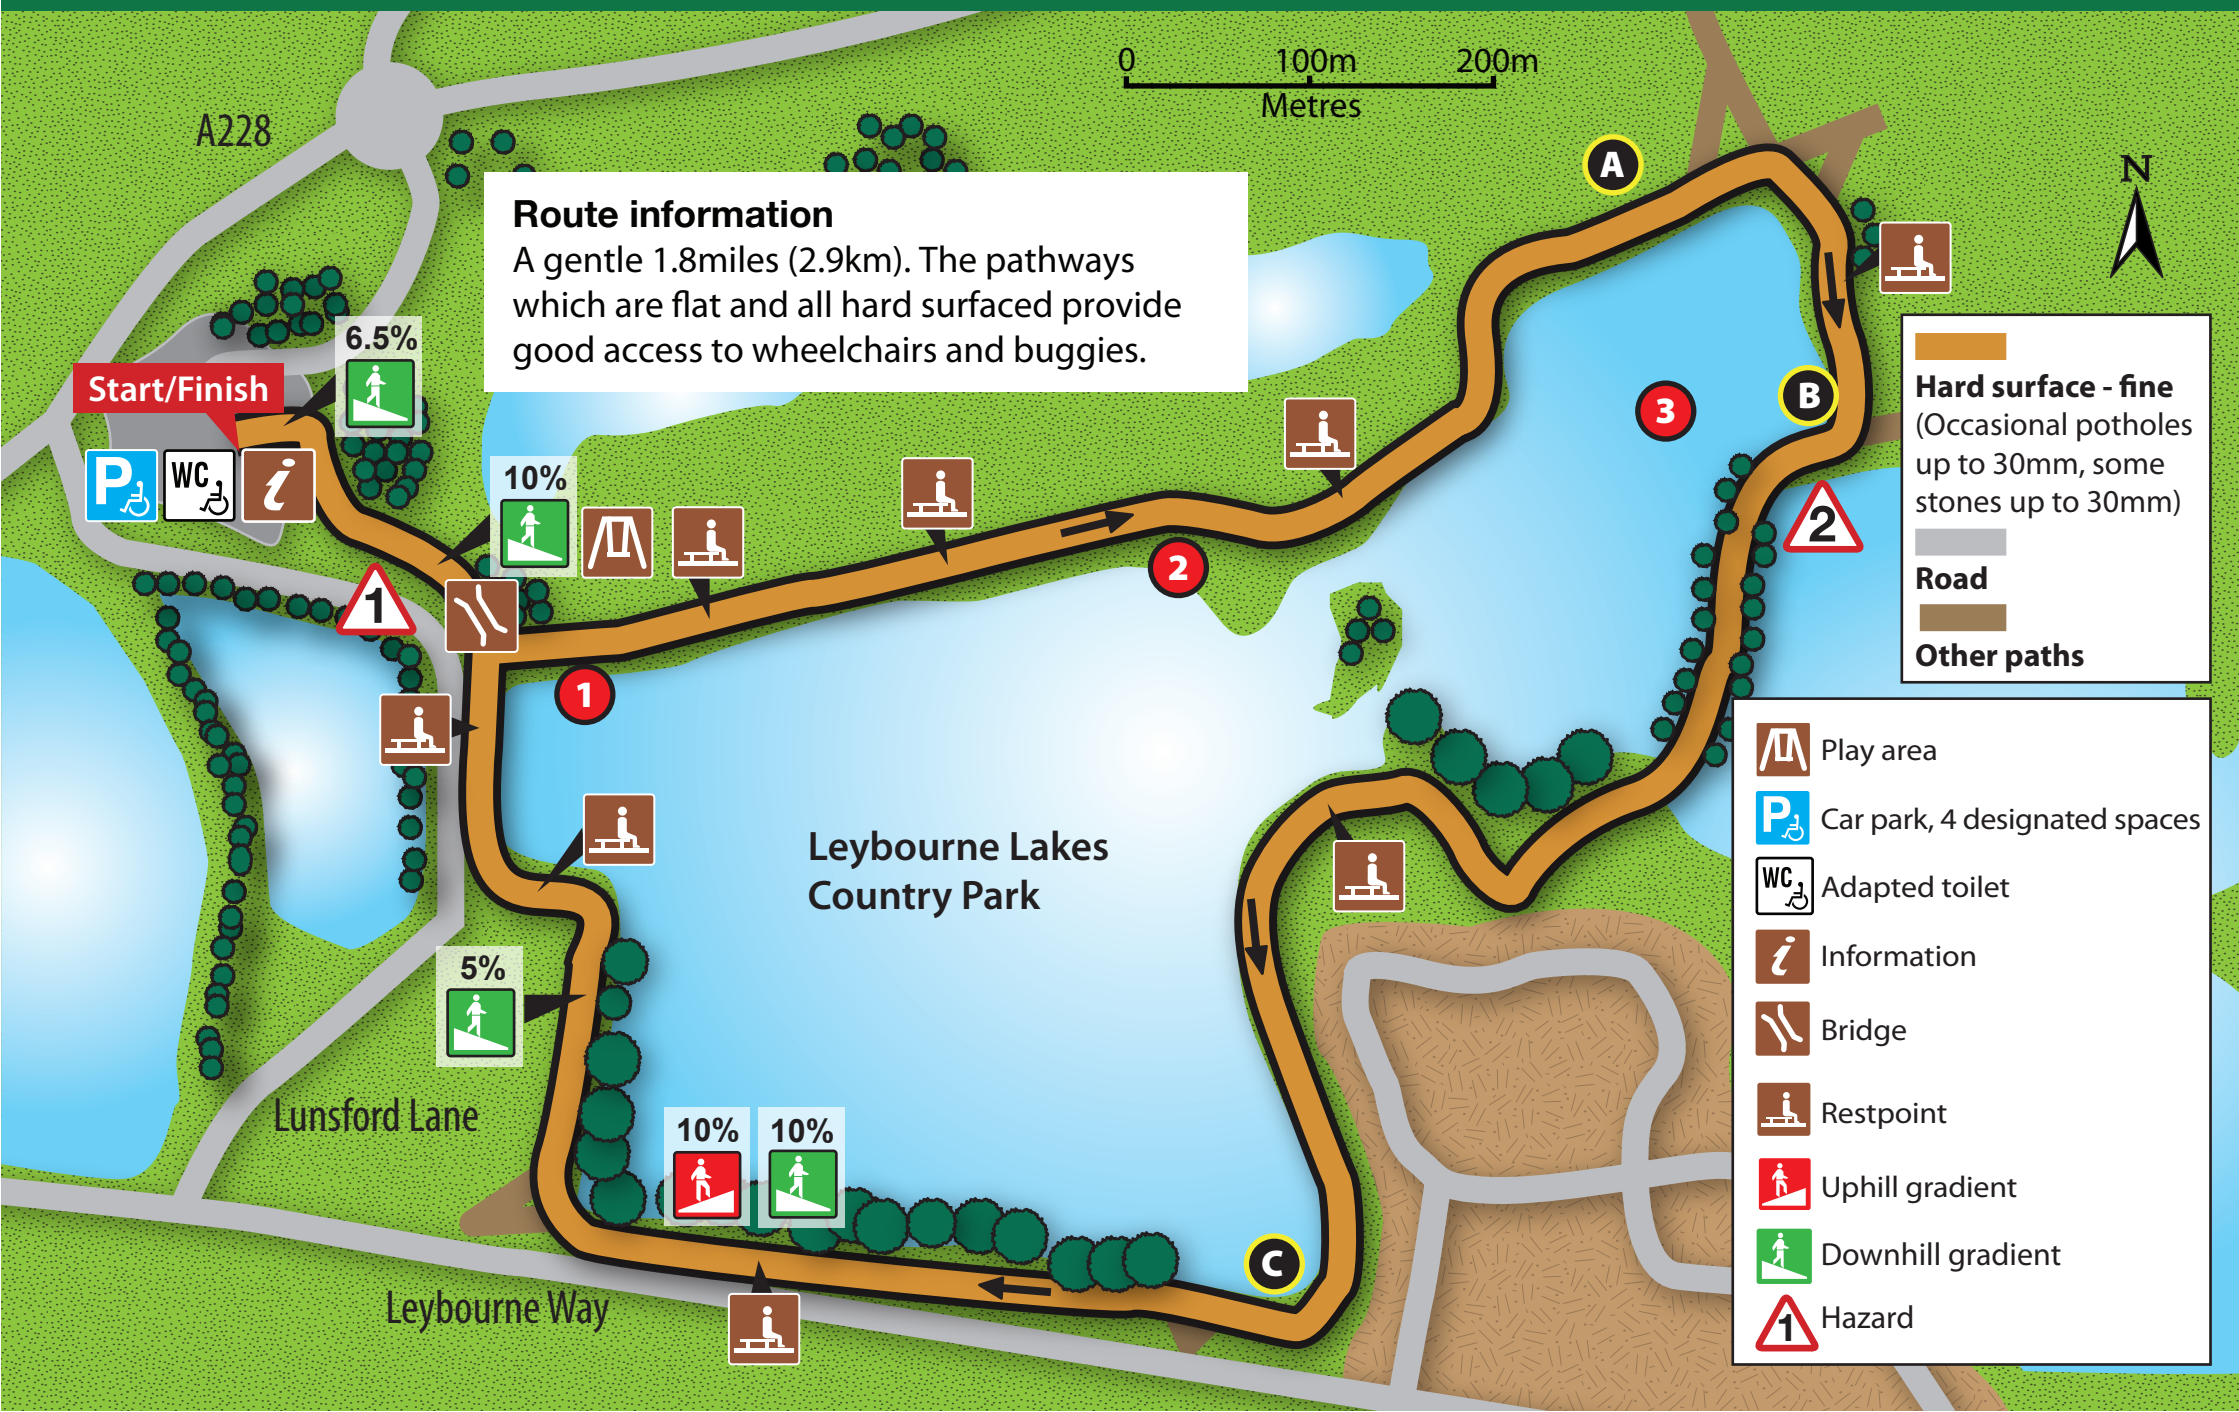 0 100m 200m
Metres
A228
A
N
Route information
A gentle 1.8miles (2.9km). The pathways
which are flat and all hard surfaced provide
good access to wheelchairs and buggies.
6.5%
Start/Finish
P
WC
i
10%
3
B
2
2
1
1
Hard surface - fine
(Occasional potholes
up to 30mm, some
stones up to 30mm)
Road
Other paths
Leybourne Lakes
Country Park
5%
Lunsford Lane
10% 10%
C
Leybourne Way
Play area
P Car park, 4 designated spaces
WC Adapted toilet
i Information
Bridge
Restpoint
Uphill gradient
Downhill gradient
1 Hazard